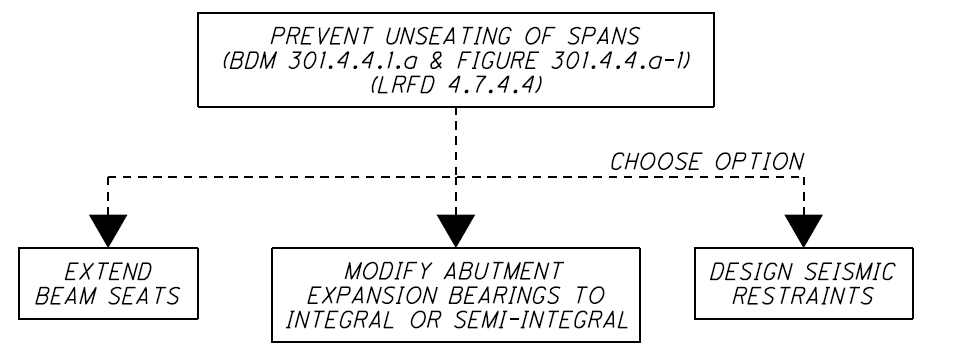 PREVENT UNSEATING OF SPANS
(BDM 301.4.4.1.a & FIGURE 301.4.4.a-1)
(LRFD 4.7.4.4)
CHOOSE OPTION
EXTEND
BEAM SEATS
MODIFY ABUTMENT
EXPANSION BEARINGS TO
INTEGRAL OR SEMI-INTEGRAL
DESIGN SEISMIC
RESTRAINTS